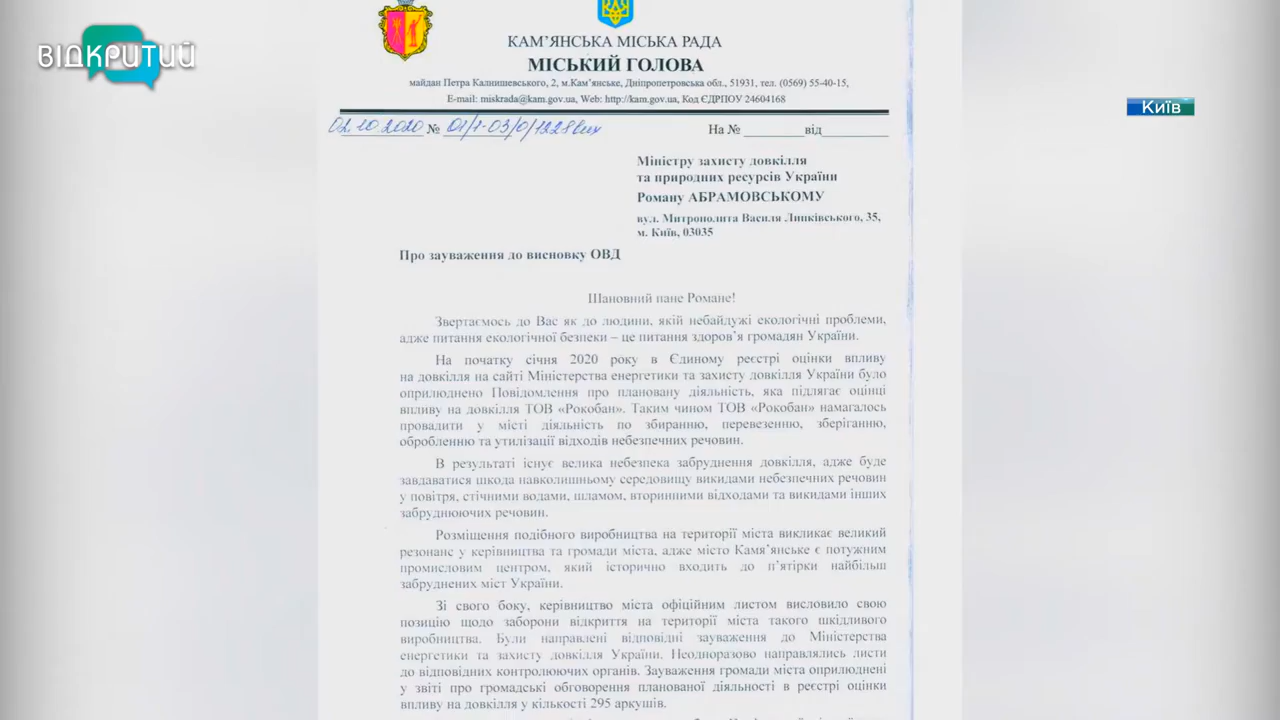 ВІДКРИТИЙ
Київ
КАМ’ЯНСЬКА МІСЬКА РАДА
МІСЬКИЙ ГОЛОВА
майдан Петра Калнишевського, 2, м.Кам’янське, Дніпропетровська обл., 51931, тел. (0569) 55-40-15,
E-mail: miskrada@kam.gov.ua, Web: http://kam.gov.ua, Код ЄДРПОУ 24604168
02.10.2020 № 01/1-03/0/1228вих На № _________від__________
Міністру захисту довкілля
та природних ресурсів України
Роману АБРАМОВСЬКОМУ
вул. Митрополита Василя Липківського, 35,
м. Київ, 03035
Про зауваження до висновку ОВД
Шановний пане Романе!
Звертаємось до Вас як до людини, якій небайдужі екологічні проблеми,
адже питання екологічної безпеки – це питання здоров’я громадян України.
На початку січня 2020 року в Єдиному реєстрі оцінки впливу
на довкілля на сайті Міністерства енергетики та захисту довкілля України було
оприлюднено Повідомлення про плановану діяльність, яка підлягає оцінці
впливу на довкілля ТОВ «Рокобан». Таким чином ТОВ «Рокобан» намагалось
провадити у місті діяльність по збиранню, перевезенню, зберіганню,
обробленню та утилізації відходів небезпечних речовин.
В результаті існує велика небезпека забруднення довкілля, адже буде
завдаватися шкода навколишньому середовищу викидами небезпечних речовин
у повітря, стічними водами, шламом, вторинними відходами та викидами інших
забруднюючих речовин.
Розміщення подібного виробництва на території міста викликає великий
резонанс у керівництва та громади міста, адже місто Камя’янське є потужним
промисловим центром, який історично входить до п’ятірки найбільш
забруднених міст України.
Зі свого боку, керівництво міста офіційним листом висловило свою
позицію щодо заборони відкриття на території міста такого шкідливого
виробництва. Були направлені відповідні зауваження до Міністерства
енергетики та захисту довкілля України. Неодноразово направлялись листи
до відповідних контролюючих органів. Зауваження громади міста оприлюднені
у звіті про громадські обговорення планованої діяльності в реєстрі оцінки
впливу на довкілля у кількості 295 аркушів.